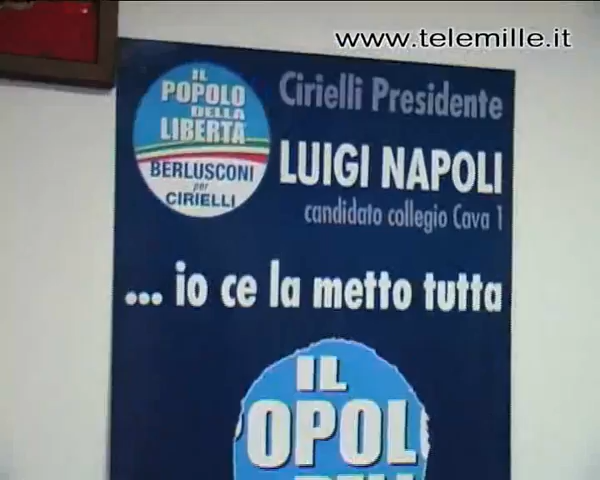 www.telemille.it
IL
POPOLO
DELLA
LIBERTA'
BERLUSCONI
per
CIRIELLI
Cirielli Presidente
LUIGI NAPOLI
candidato collegio Cava 1
... io ce la metto tutta
IL
OPOL